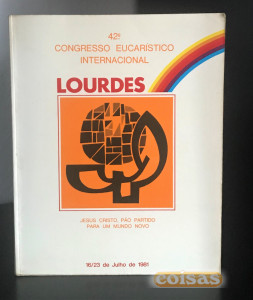 42º
CONGRESSO EUCARÍSTICO
INTERNACIONAL
LOURDES
JESUS CRISTO, PÃO PARTIDO
PARA UM MUNDO NOVO
16/23 de Julho de 1981
coisas